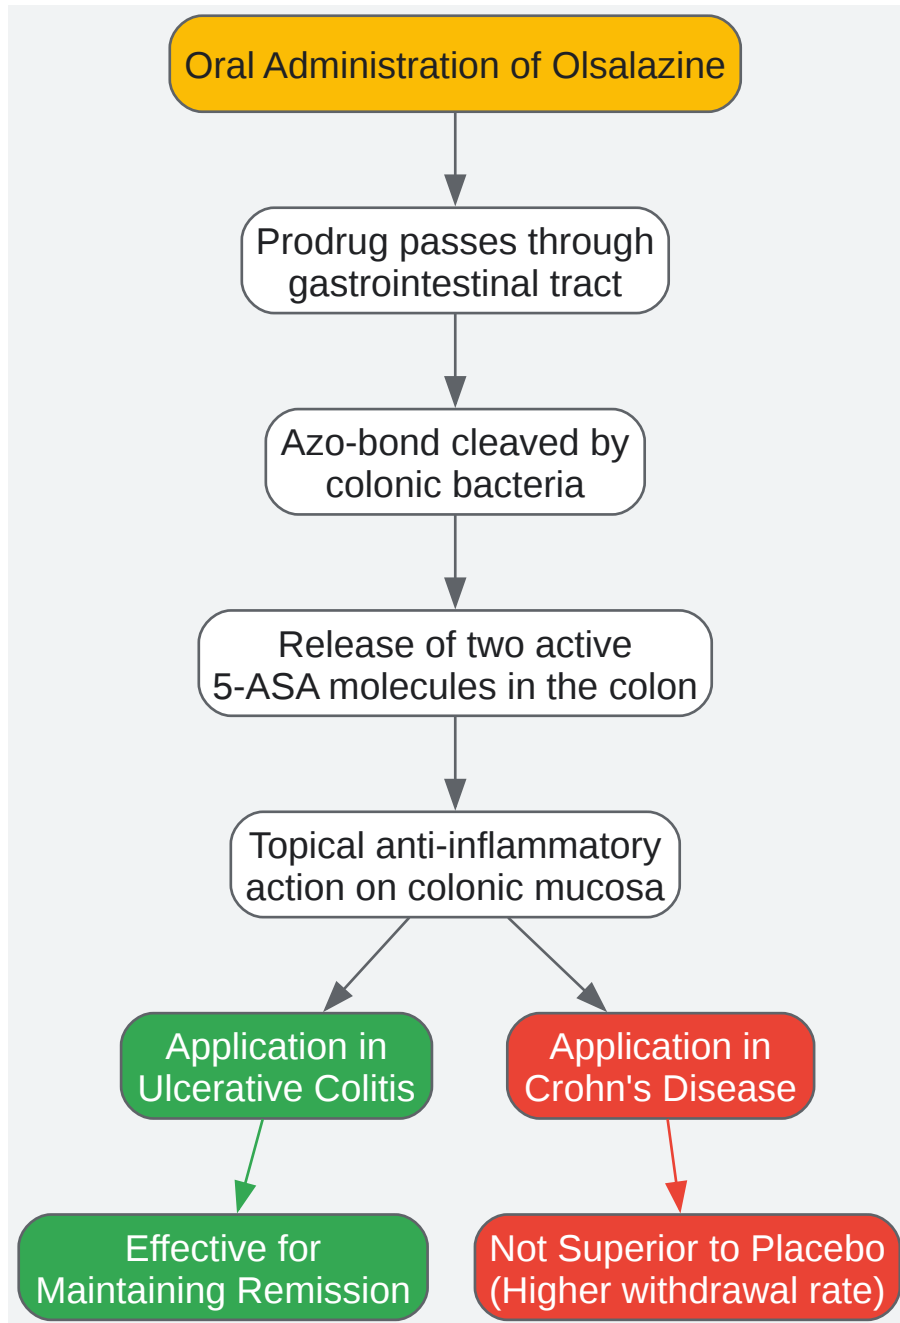 Oral Administration of Olsalazine
Prodrug passes through
gastrointestinal tract
Azo-bond cleaved by
colonic bacteria
Release of two active
5-ASA molecules in the colon
Topical anti-inflammatory
action on colonic mucosa
Application in
Ulcerative Colitis
Application in
Crohn's Disease
Effective for
Maintaining Remission
Not Superior to Placebo
(Higher withdrawal rate)